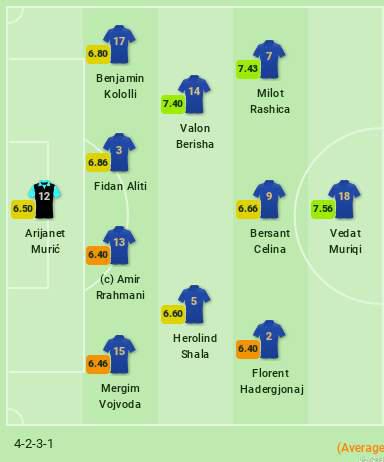 17
6.80
Benjamin
Kololli
7
7.43
Milot
Rashica
14
7.40
Valon
Berisha
3
6.86
Fidan Aliti
12
6.50
Arijanet
Murić
9
6.66
Bersant
Celina
18
7.56
Vedat
Muriqi
13
6.40
(c) Amir
Rrahmani
5
6.60
Herolind
Shala
15
6.46
Mergim
Vojvoda
2
6.40
Florent
Hadergjonaj
4-2-3-1
(Average